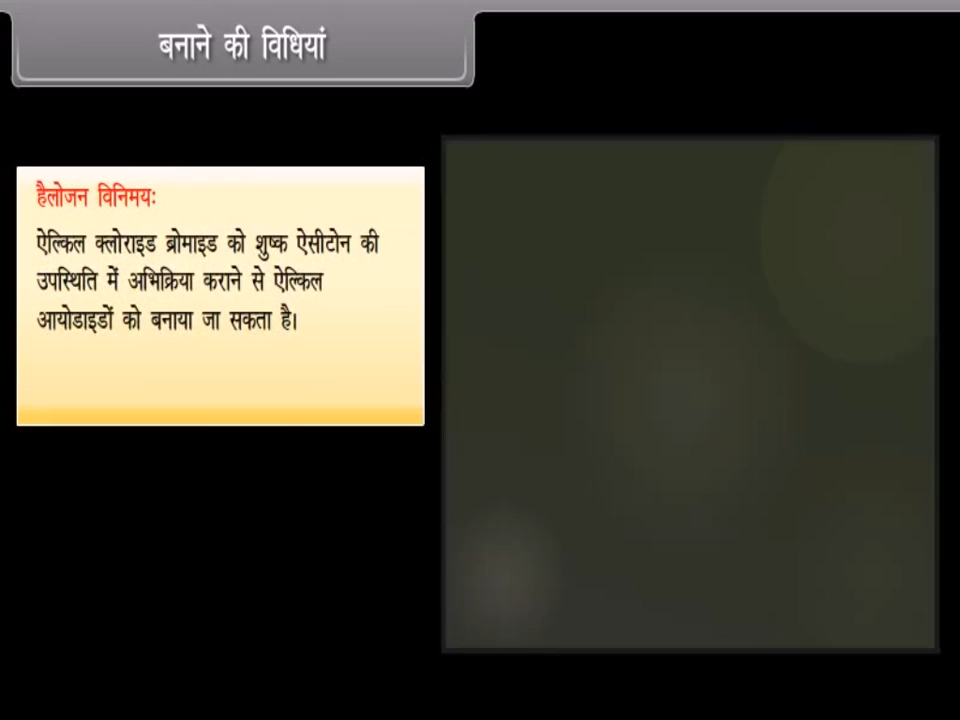 बनाने की विधियां
हैलोजन विनिमयः
ऐल्किल क्लोराइड ब्रोमाइड को शुष्क ऐसीटोन की
उपस्थिति में अभिक्रिया कराने से ऐल्किल
आयोडाइडों को बनाया जा सकता है।